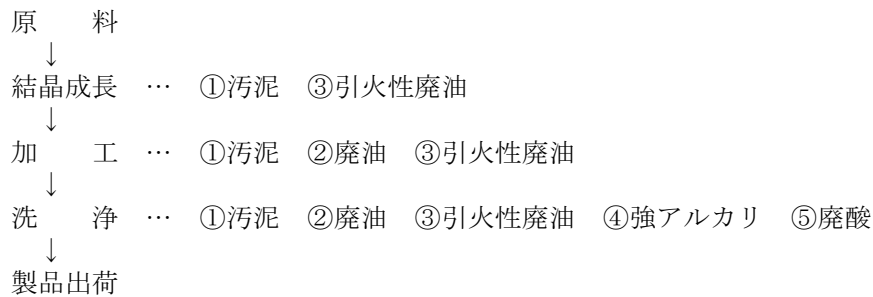 原　　料
↓
結晶成長　…　①汚泥　③引火性廃油
↓
加　　工　…　①汚泥　②廃油　③引火性廃油
↓
洗　　浄　…　①汚泥　②廃油　③引火性廃油　④強アルカリ　⑤廃酸
↓
製品出荷